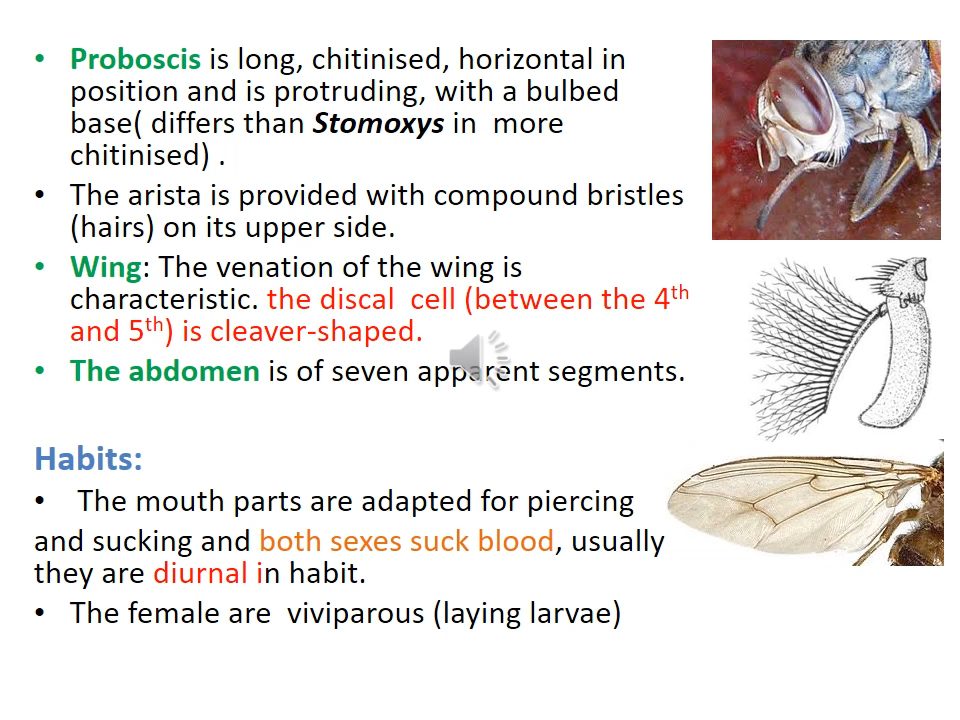 • Proboscis is long, chitinised, horizontal in
position and is protruding, with a bulbed
base( differs than Stomoxys in more
chitinised) .
• The arista is provided with compound bristles
(hairs) on its upper side.
• Wing: The venation of the wing is
characteristic. the discal cell (between the 4th
and 5th) is cleaver-shaped.
• The abdomen is of seven apparent segments.
Habits:
• The mouth parts are adapted for piercing
and sucking and both sexes suck blood, usually
they are diurnal in habit.
• The female are viviparous (laying larvae)